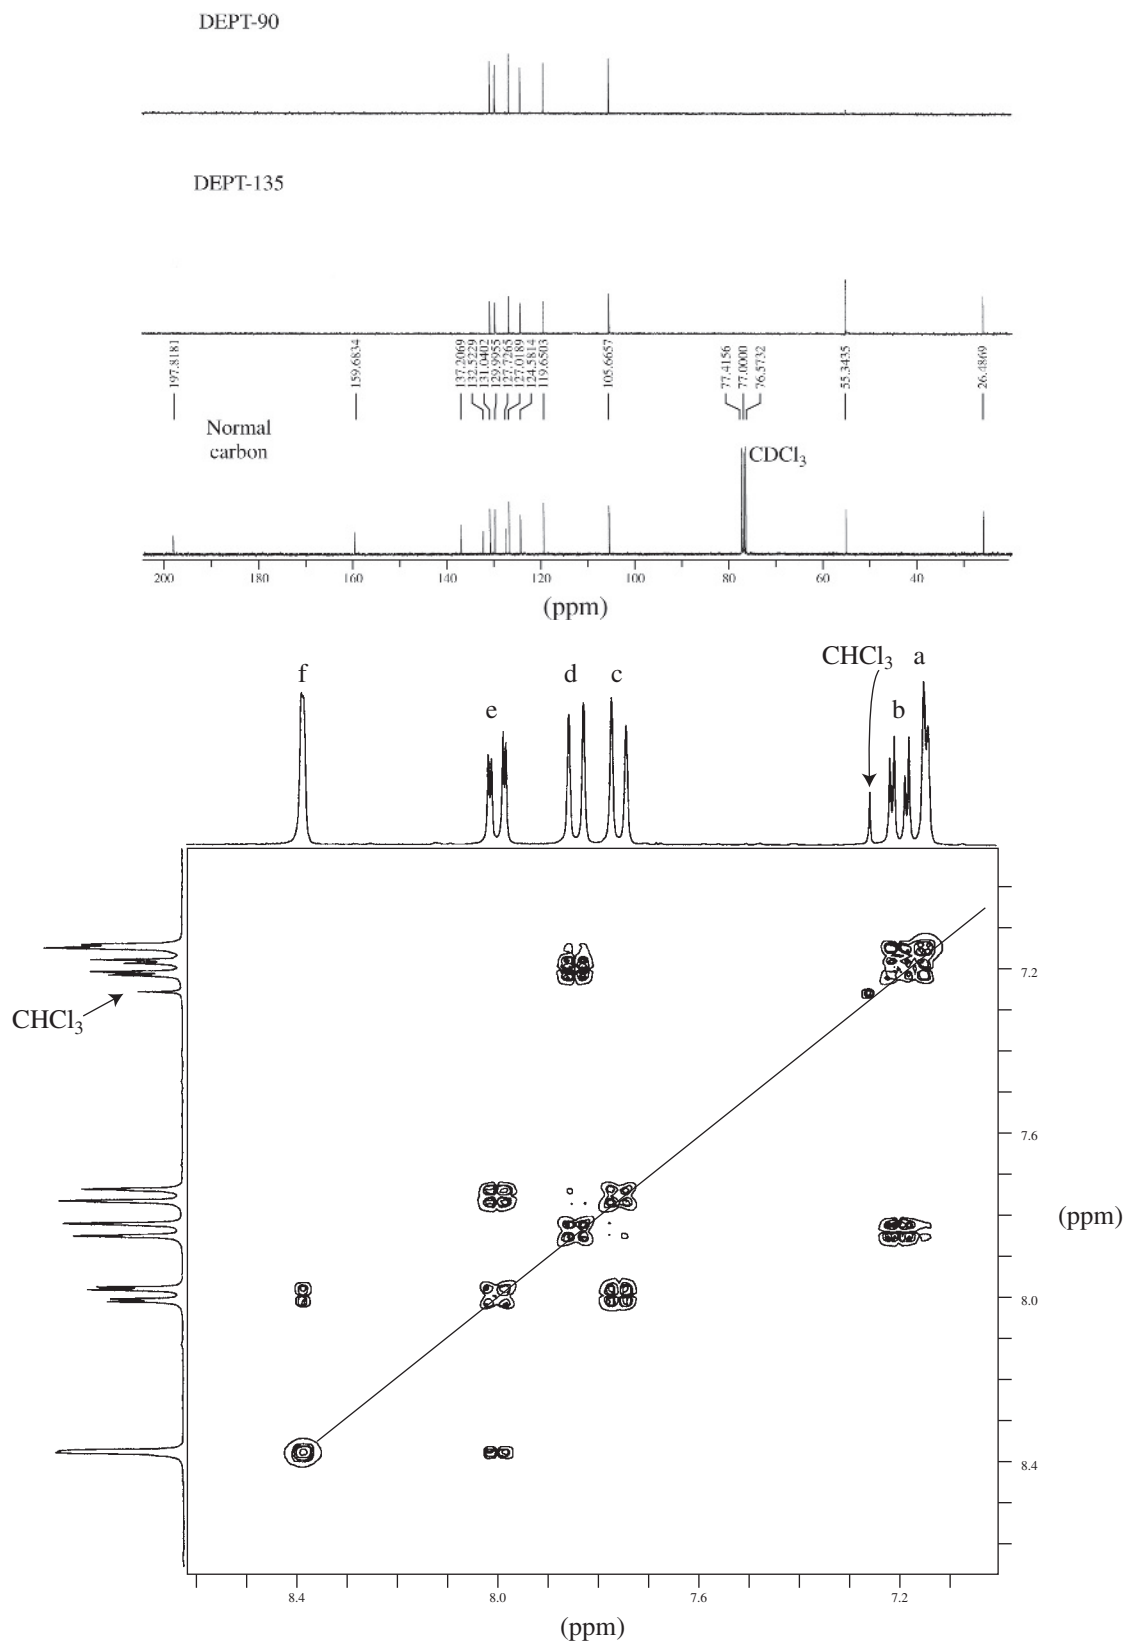 DEPT-90
DEPT-135
197.8181
159.6834
137.2069
132.5229
131.0402
129.9955
127.7265
127.0189
124.5814
119.6503
105.6657
77.4156
77.0000
76.5732
55.3435
26.4869
Normal
carbon
CDCl₃
200 180 160 140 120 100 80 60 40
(ppm)
f e d c CHCl₃ b a
CHCl₃
7.2
7.6
(ppm)
8.0
8.4
8.4 8.0 7.6 7.2
(ppm)